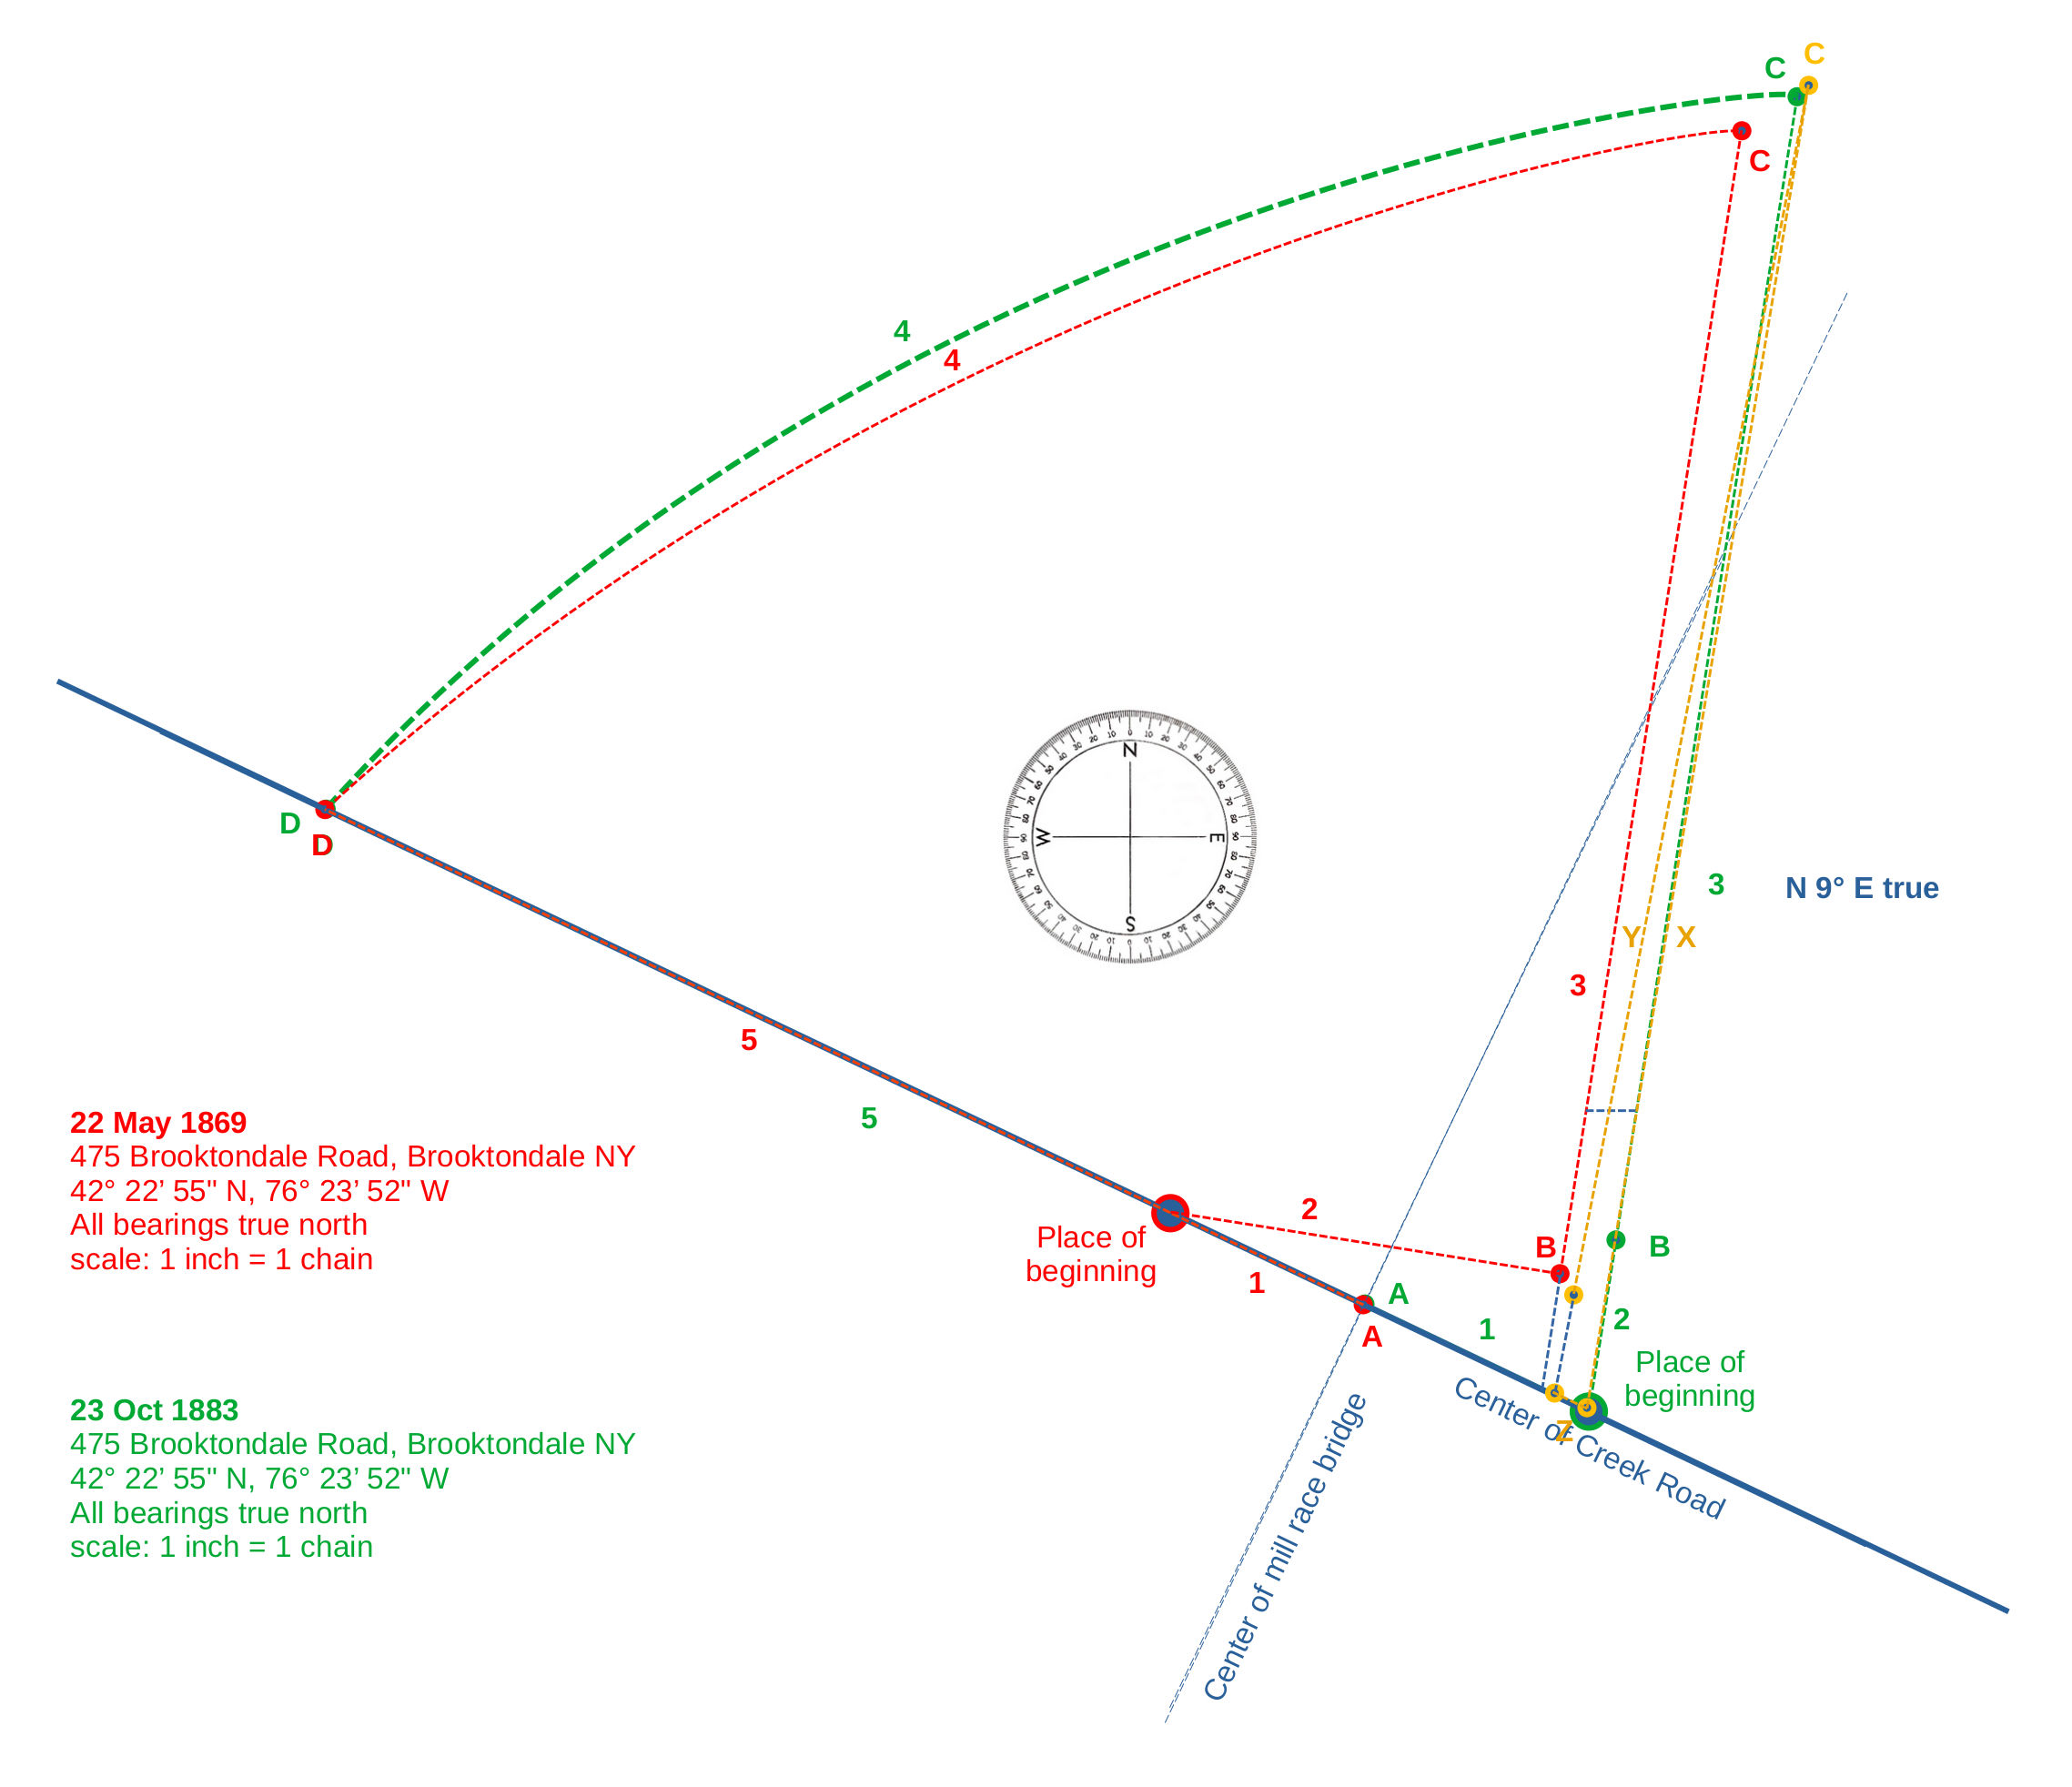 C
C
C
4
4
N
W
E
S
D
D
3
N 9° E true
Y
X
3
5
5
22 May 1869
475 Brooktondale Road, Brooktondale NY
42° 22’ 55" N, 76° 23’ 52" W
All bearings true north
scale: 1 inch = 1 chain
2
Place of
beginning
1
B
B
A
A
1
2
Place of
beginning
Z
Center of Creek Road
Center of mill race bridge
23 Oct 1883
475 Brooktondale Road, Brooktondale NY
42° 22’ 55" N, 76° 23’ 52" W
All bearings true north
scale: 1 inch = 1 chain